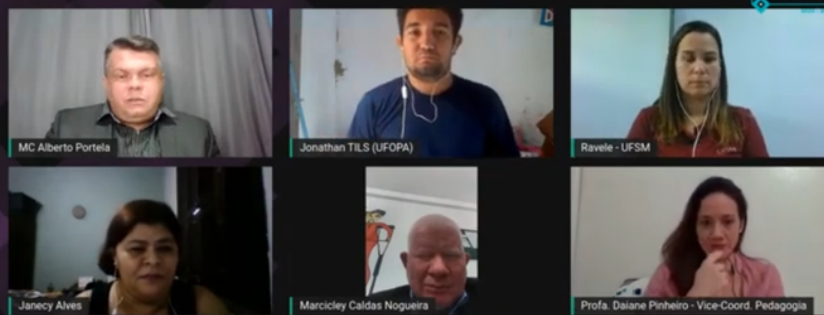 MC Alberto Portela
Jonathan TILS (UFOPA)
Ravele - UFSM
Janecy Alves
Marcicley Caldas Nogueira
Profa. Daiane Pinheiro - Vice-Coord. Pedagogia